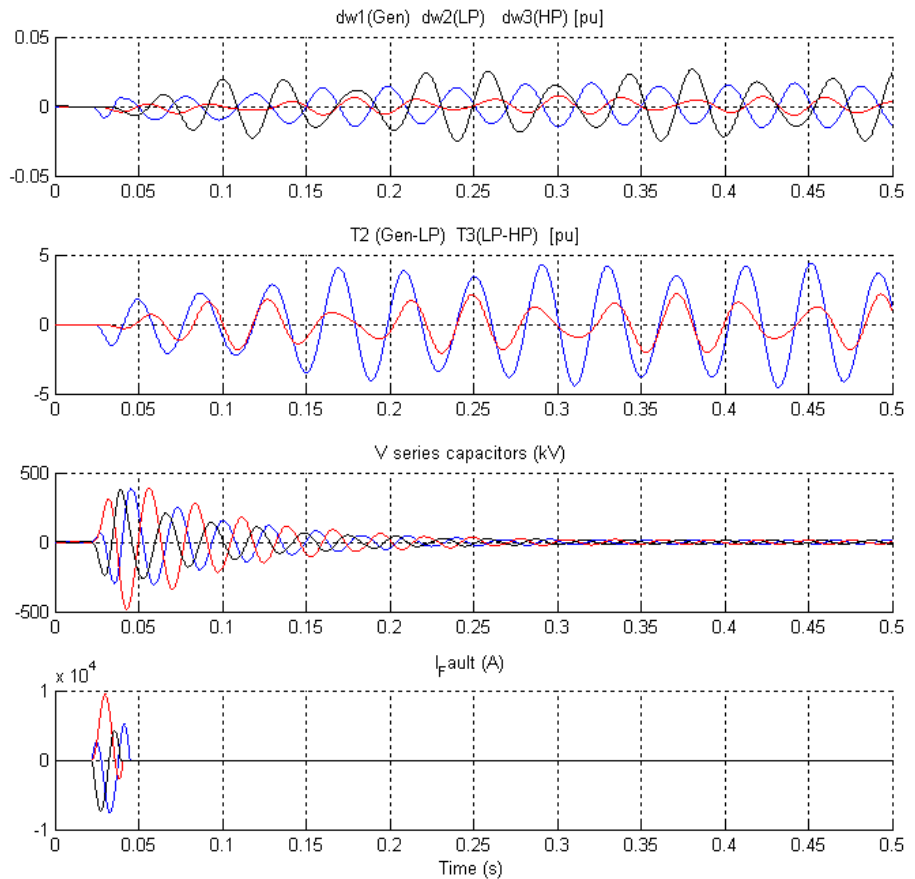 dw1(Gen) dw2(LP) dw3(HP) [pu]
0.05
0
-0.05
0 0.05 0.1 0.15 0.2 0.25 0.3 0.35 0.4 0.45 0.5
T2 (Gen-LP) T3(LP-HP) [pu]
5
0
-5
0 0.05 0.1 0.15 0.2 0.25 0.3 0.35 0.4 0.45 0.5
V series capacitors (kV)
500
0
-500
0 0.05 0.1 0.15 0.2 0.25 0.3 0.35 0.4 0.45 0.5
I_Fault (A)
x 10^4
1
0
-1
0 0.05 0.1 0.15 0.2 0.25 0.3 0.35 0.4 0.45 0.5
Time (s)